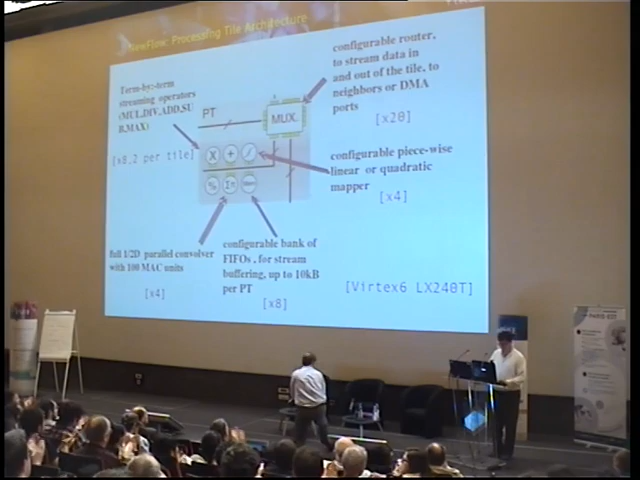 NewFlow: Processing Tile Architecture
Term-by-term
streaming operators
(MUL,DIV,ADD,SU
B,MAX)
[x8,2 per tile]
PT
MUX.
configurable router,
to stream data in
and out of the tile, to
neighbors or DMA
ports
[x20]
configurable piece-wise
linear or quadratic
mapper
[x4]
full 1/2D parallel convolver
with 100 MAC units
[x4]
configurable bank of
FIFOs , for stream
buffering, up to 10kB
per PT
[x8]
[Virtex6 LX240T]